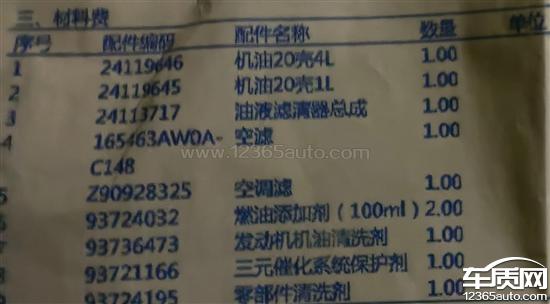 三、材料费
序号 配件编码 配件名称 数量 单位
1 24119646 机油20壳4L 1.00
2 24119645 机油20壳1L 1.00
3 24113717 油液滤清器总成 1.00
4 165463AW0A- 空滤 1.00
C148
www.12365auto.com
5 Z90928325 空调滤 1.00
6 93724032 燃油添加剂(100ml) 2.00
7 93736473 发动机机油清洗剂 1.00
8 93721166 三元催化系统保护剂 1.00
93724195 零部件清洗剂 1.00
车质网
12365auto.com